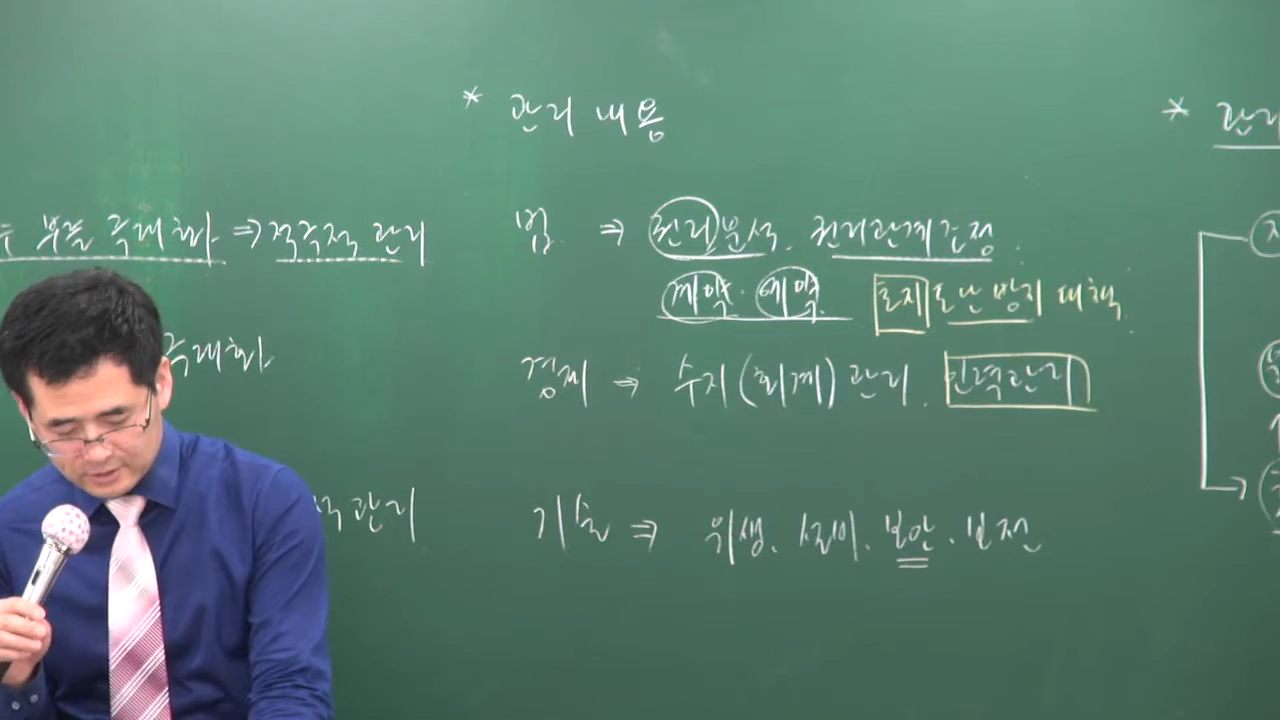 * 관리 내용
부의 극대화 ⇒ 적극적 관리
법 ⇒ 권리분석. 권리관계조정.
계약. 예약. 토지도난방지 대책.
극대화
경제 ⇒ 수지(회계)관리. 인력관리
적 관리
기술 ⇒ 위생. 설비. 보안. 보전
* 관리